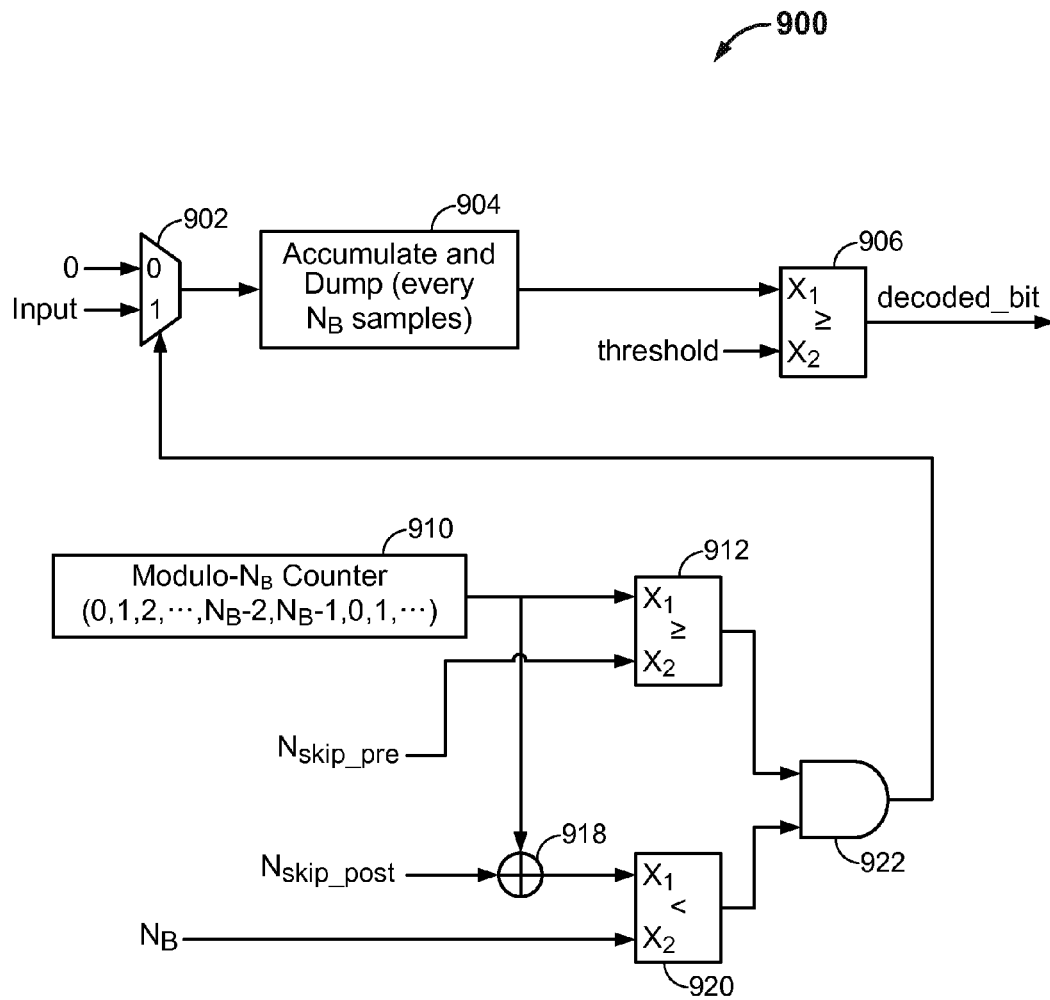 900
902
904
906
0
Input
0
1
Accumulate and
Dump (every
N_B samples)
X₁
≥
X₂
threshold
decoded_bit
910
Modulo-N_B Counter
(0,1,2,⋯,N_B-2,N_B-1,0,1,⋯)
912
X₁
≥
X₂
N_skip_pre
918
N_skip_post
X₁
<
X₂
922
N_B
920